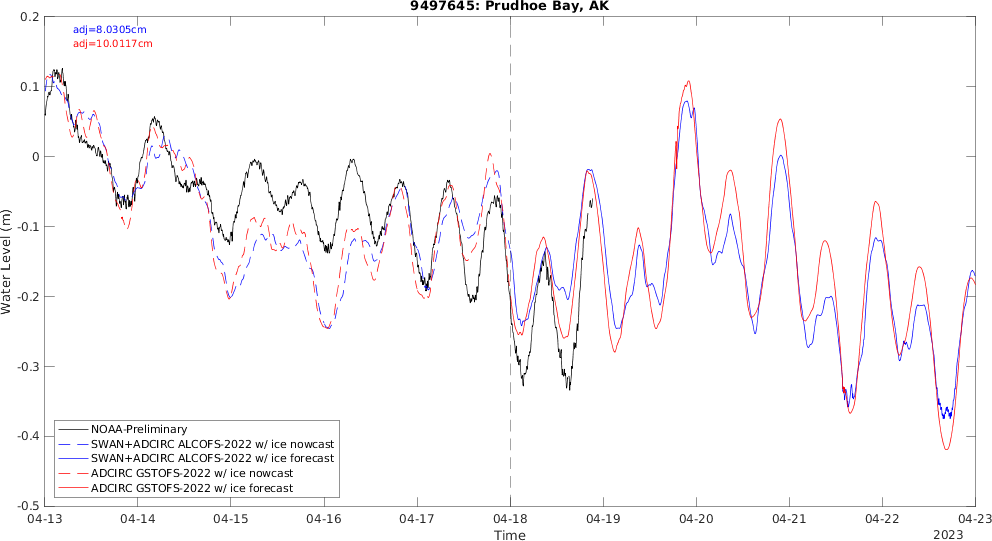 9497645: Prudhoe Bay, AK
adj=8.0305cm
adj=10.0117cm
0.2
0.1
0
-0.1
-0.2
-0.3
-0.4
-0.5
Water Level (m)
NOAA-Preliminary
SWAN+ADCIRC ALCOFS-2022 w/ ice nowcast
SWAN+ADCIRC ALCOFS-2022 w/ ice forecast
ADCIRC GSTOFS-2022 w/ ice nowcast
ADCIRC GSTOFS-2022 w/ ice forecast
04-13 04-14 04-15 04-16 04-17 04-18 04-19 04-20 04-21 04-22 04-23
Time
2023